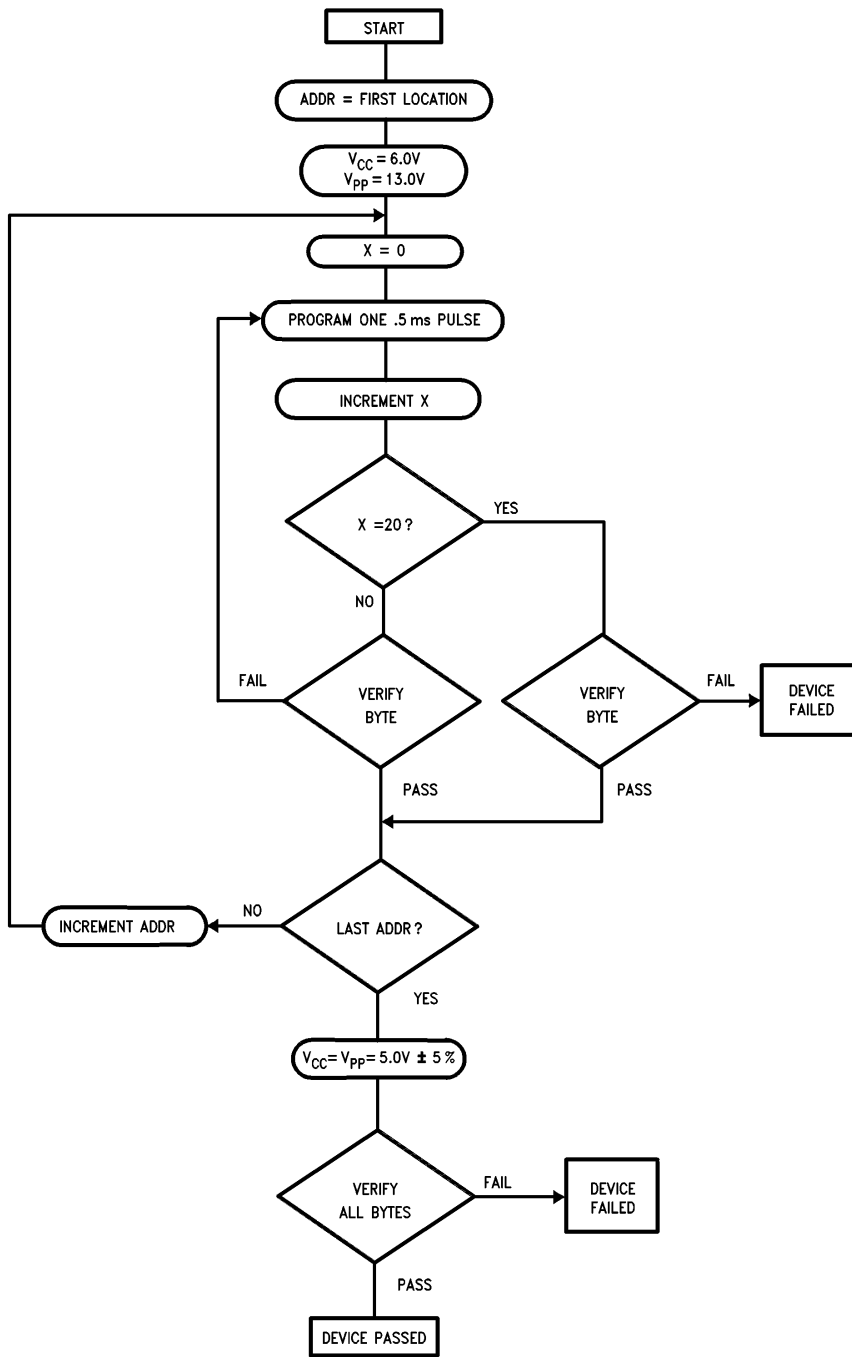 START
ADDR = FIRST LOCATION
VCC = 6.0V
VPP = 13.0V
X = 0
PROGRAM ONE .5 ms PULSE
INCREMENT X
X =20 ?
YES
NO
FAIL
VERIFY
BYTE
PASS
VERIFY
BYTE
FAIL
DEVICE
FAILED
PASS
LAST ADDR ?
NO
INCREMENT ADDR
YES
VCC = VPP = 5.0V ± 5 %
VERIFY
ALL BYTES
FAIL
DEVICE
FAILED
PASS
DEVICE PASSED